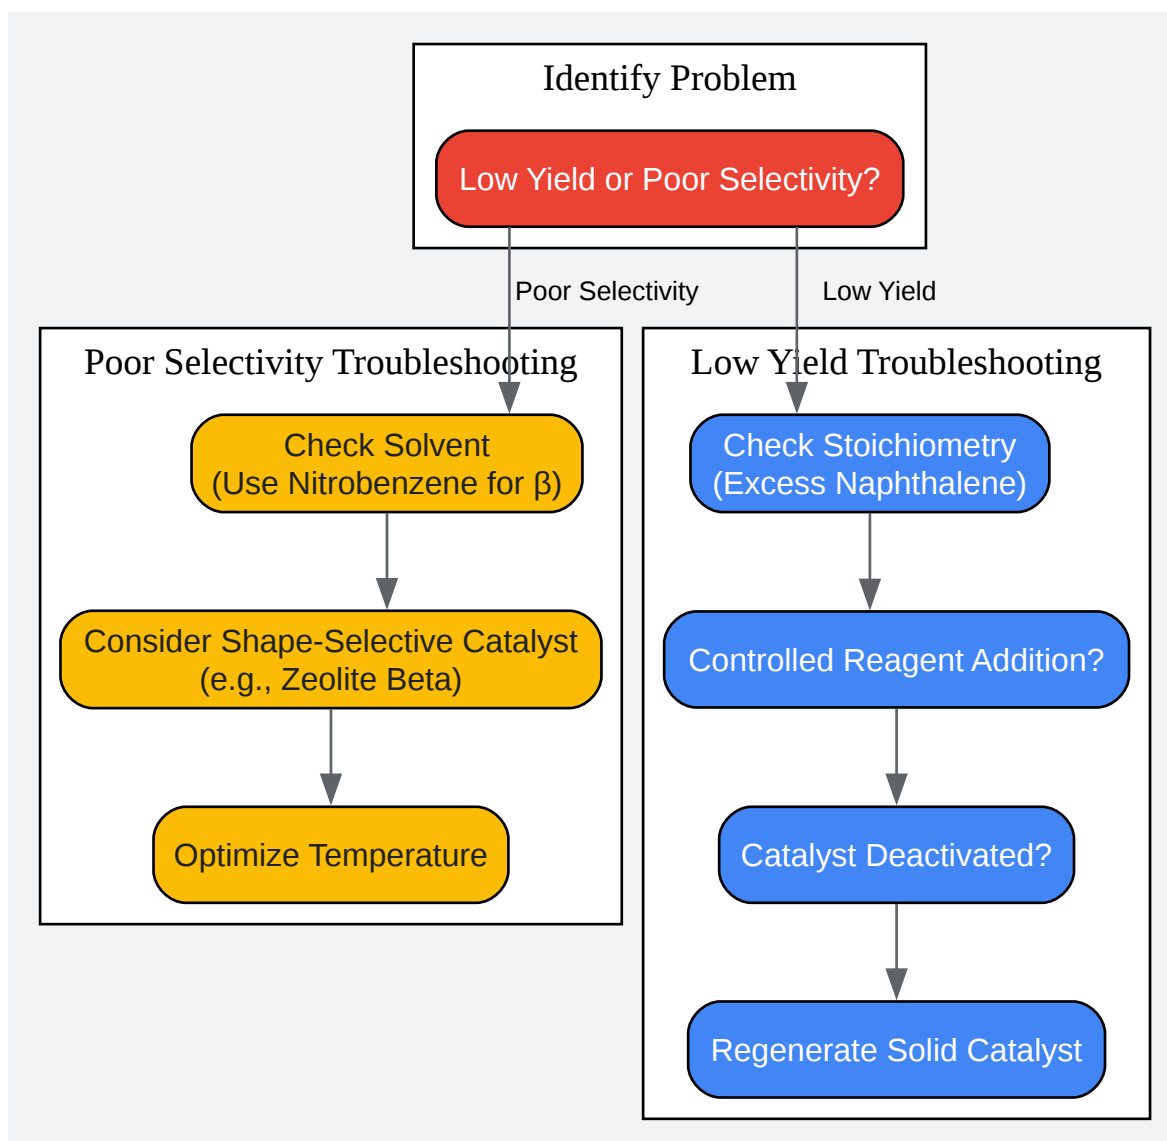 Identify Problem
Low Yield or Poor Selectivity?
Poor Selectivity
Low Yield
Poor Selectivity Troubleshooting
Check Solvent
(Use Nitrobenzene for β)
Consider Shape-Selective Catalyst
(e.g., Zeolite Beta)
Optimize Temperature
Low Yield Troubleshooting
Check Stoichiometry
(Excess Naphthalene)
Controlled Reagent Addition?
Catalyst Deactivated?
Regenerate Solid Catalyst